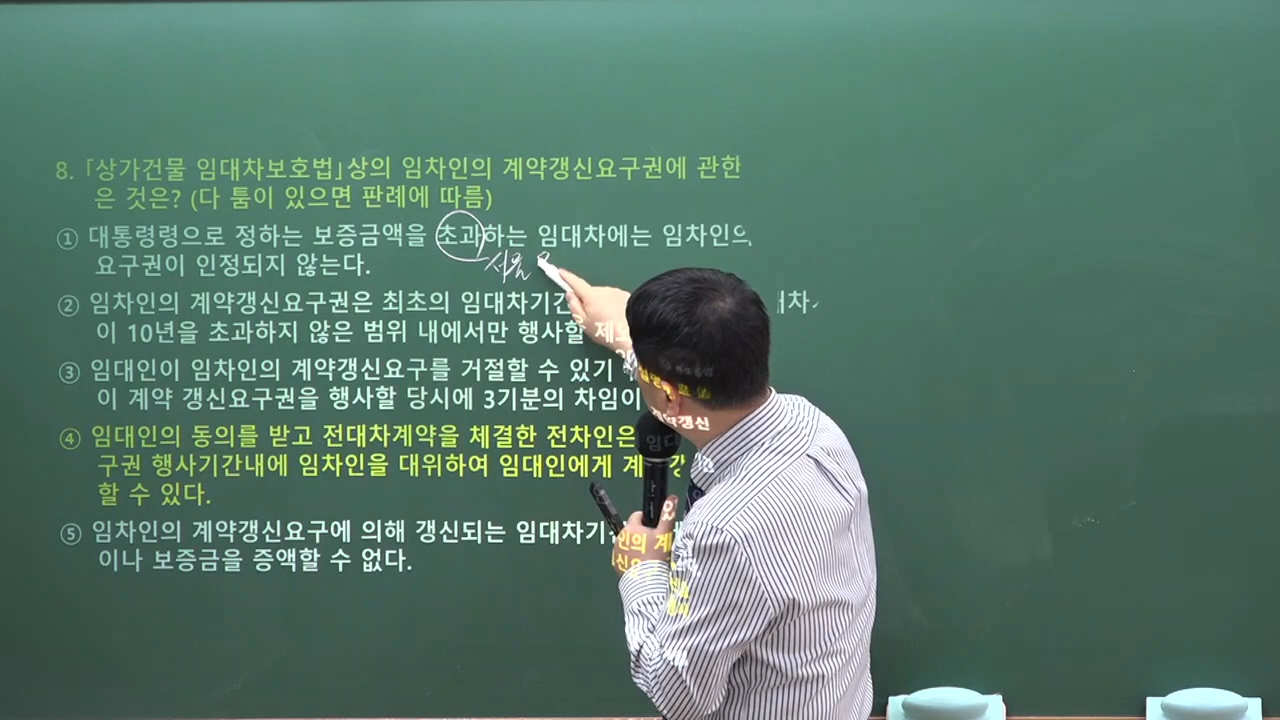 8. 「상가건물 임대차보호법」상의 임차인의 계약갱신요구권에 관한
은 것은? (다 툼이 있으면 판례에 따름)
① 대통령령으로 정하는 보증금액을 초과하는 임대차에는 임차인의
서울
요구권이 인정되지 않는다.
② 임차인의 계약갱신요구권은 최초의 임대차기간
이 10년을 초과하지 않은 범위 내에서만 행사할
③ 임대인이 임차인의 계약갱신요구를 거절할 수 있기
이 계약 갱신요구권을 행사할 당시에 3기분의 차임이
④ 임대인의 동의를 받고 전대차계약을 체결한 전차인은
구권 행사기간내에 임차인을 대위하여 임대인에게
할 수 있다.
⑤ 임차인의 계약갱신요구에 의해 갱신되는 임대차기
이나 보증금을 증액할 수 없다.